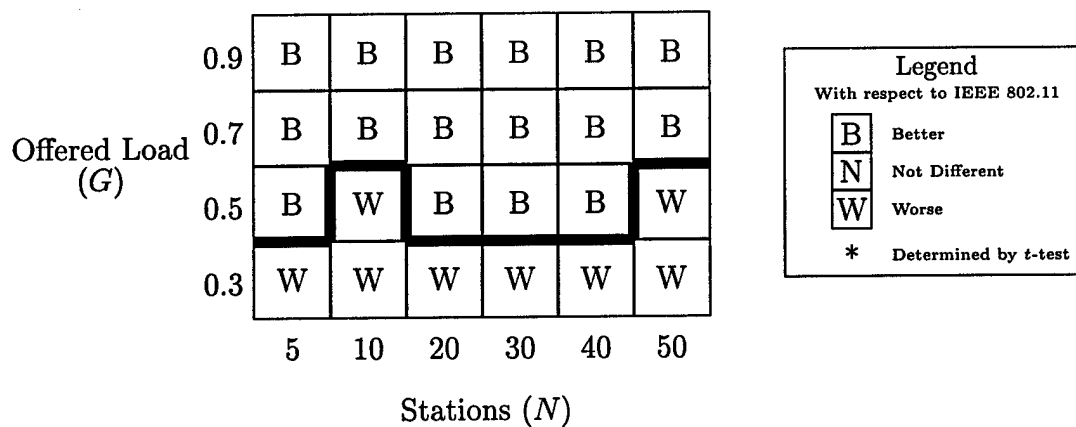 0.9 B B B B B B
0.7 B B B B B B
Offered Load
(G)
0.5 B W B B B W
0.3 W W W W W W
5 10 20 30 40 50
Stations (N)
Legend
With respect to IEEE 802.11
B Better
N Not Different
W Worse
* Determined by t-test